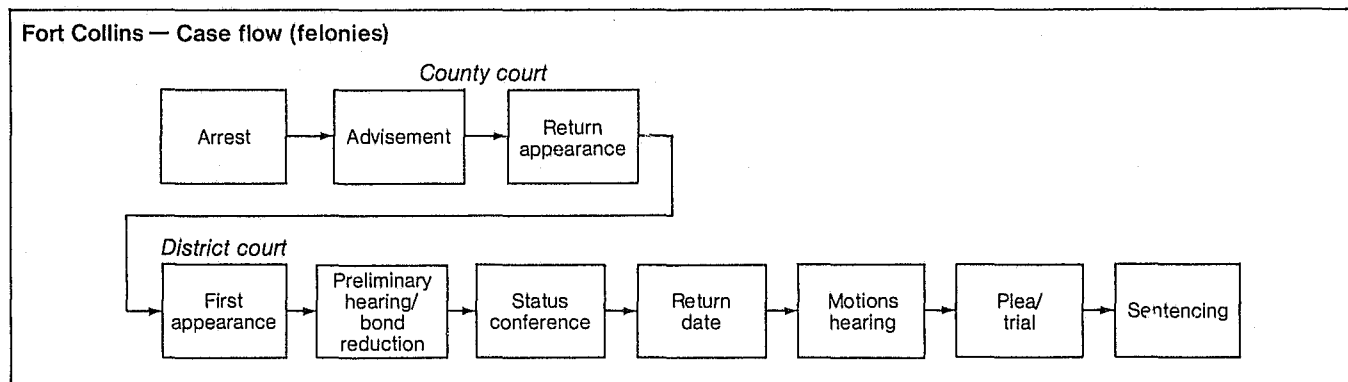 Fort Collins — Case flow (felonies)
County court
Arrest
Advisement
Return
appearance
District court
First
appearance
Preliminary
hearing/
bond
reduction
Status
conference
Return
date
Motions
hearing
Plea/
trial
Sentencing